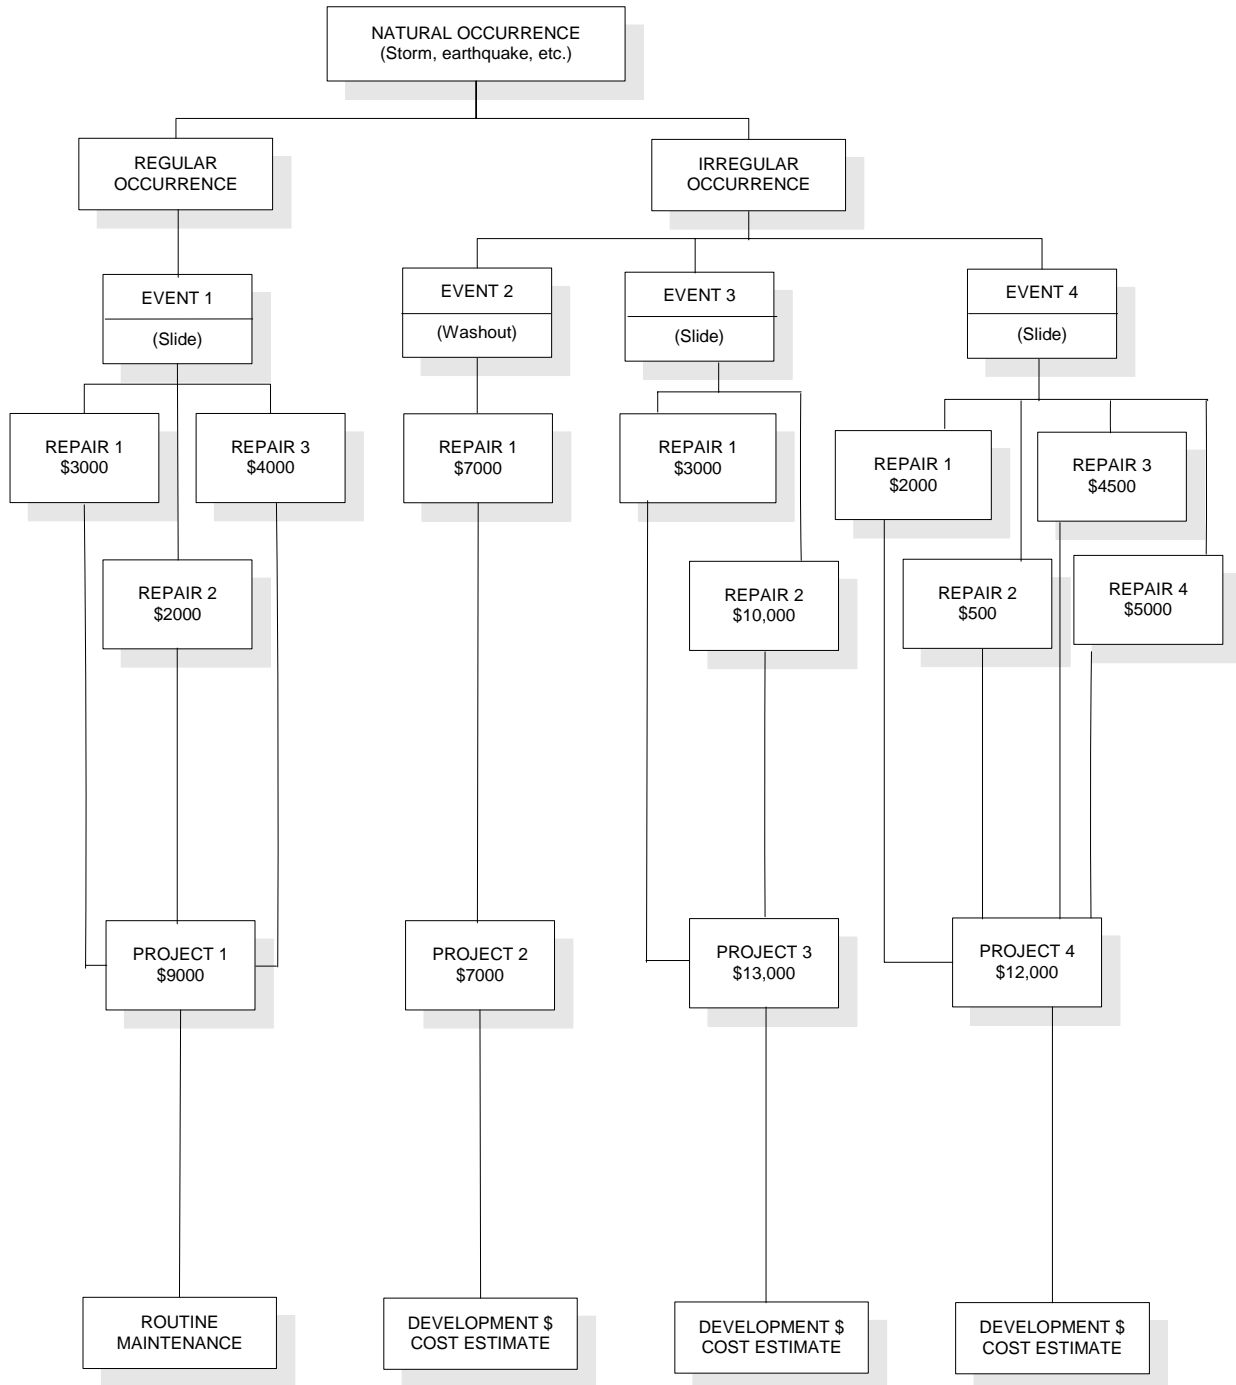 NATURAL OCCURRENCE
(Storm, earthquake, etc.)
REGULAR
OCCURRENCE
IRREGULAR
OCCURRENCE
EVENT 1
(Slide)
EVENT 2
(Washout)
EVENT 3
(Slide)
EVENT 4
(Slide)
REPAIR 1
$3000
REPAIR 3
$4000
REPAIR 1
$7000
REPAIR 1
$3000
REPAIR 1
$2000
REPAIR 3
$4500
REPAIR 2
$2000
REPAIR 2
$10,000
REPAIR 2
$500
REPAIR 4
$5000
PROJECT 1
$9000
PROJECT 2
$7000
PROJECT 3
$13,000
PROJECT 4
$12,000
ROUTINE
MAINTENANCE
DEVELOPMENT $
COST ESTIMATE
DEVELOPMENT $
COST ESTIMATE
DEVELOPMENT $
COST ESTIMATE